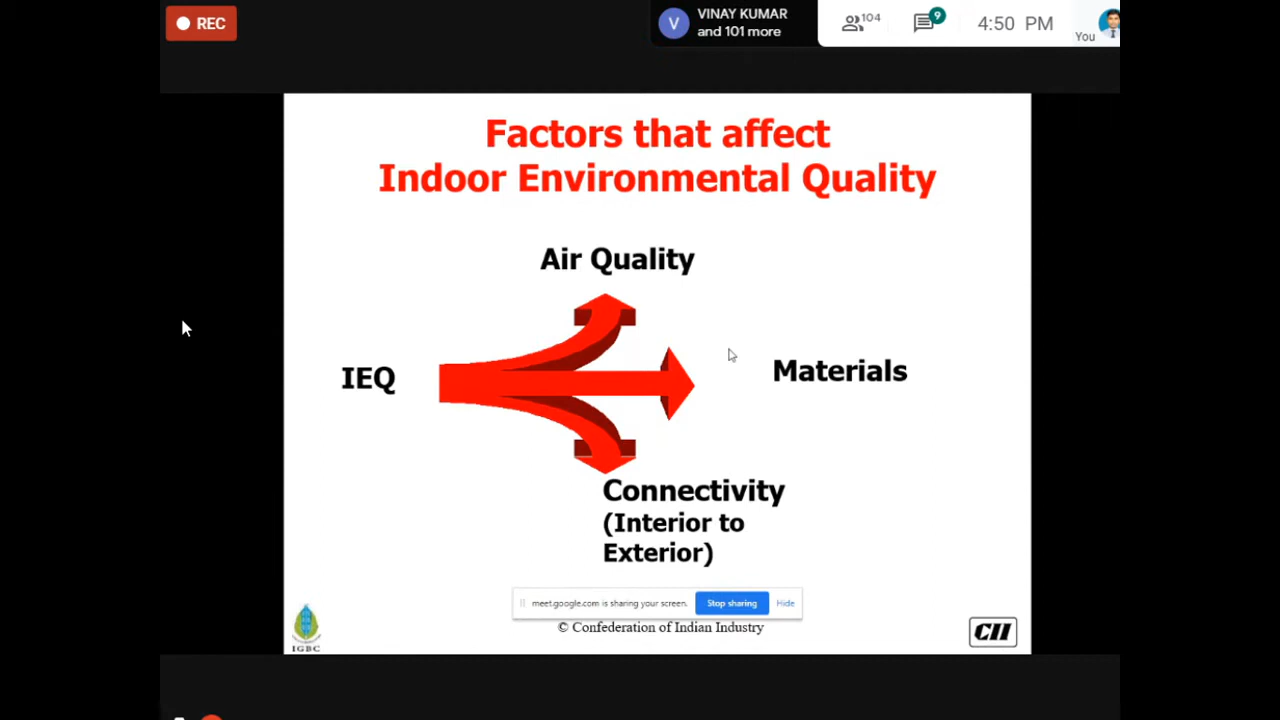 REC
V
VINAY KUMAR
and 101 more
104
9
4:50 PM
You
Factors that affect
Indoor Environmental Quality
Air Quality
IEQ
Materials
Connectivity
(Interior to
Exterior)
meet.google.com is sharing your screen.
Stop sharing
Hide
© Confederation of Indian Industry
IGBC
CII